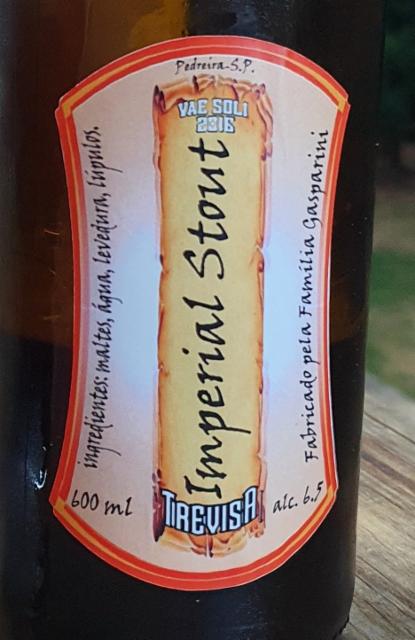 Pedreira-S.P.
VAE SOLI
2316
Imperial Stout
TREVISA
ingredientes: maltes, água, levedura, lúpulos.
Fabricado pela Família Gasparini
600 ml
alc. 6.5